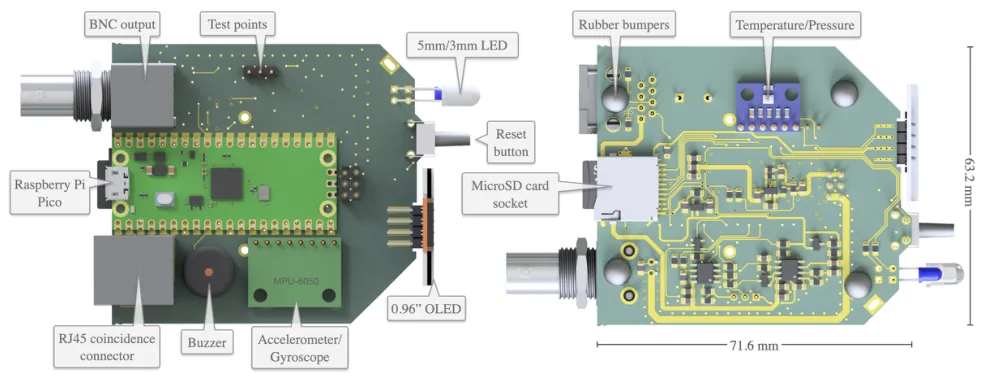 BNC output
Test points
5mm/3mm LED
Reset
button
Raspberry Pi
Pico
MPU-6050
0.96” OLED
RJ45 coincidence
connector
Buzzer
Accelerometer/
Gyroscope
Rubber bumpers
Temperature/Pressure
MicroSD card
socket
63.2 mm
71.6 mm